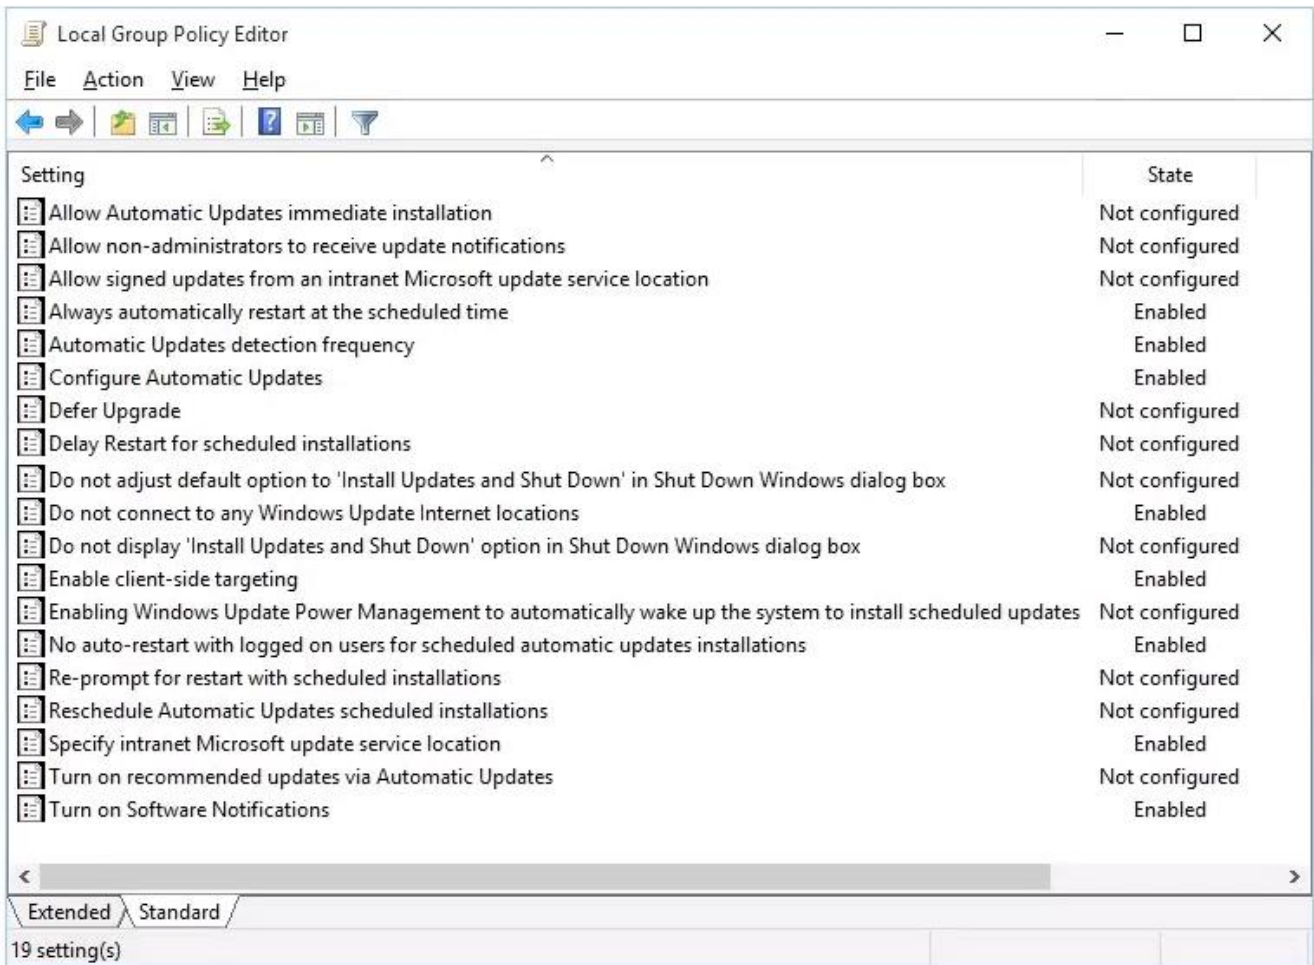 Local Group Policy Editor
File Action View Help
Setting State
Allow Automatic Updates immediate installation Not configured
Allow non-administrators to receive update notifications Not configured
Allow signed updates from an intranet Microsoft update service location Not configured
Always automatically restart at the scheduled time Enabled
Automatic Updates detection frequency Enabled
Configure Automatic Updates Enabled
Defer Upgrade Not configured
Delay Restart for scheduled installations Not configured
Do not adjust default option to 'Install Updates and Shut Down' in Shut Down Windows dialog box Not configured
Do not connect to any Windows Update Internet locations Enabled
Do not display 'Install Updates and Shut Down' option in Shut Down Windows dialog box Not configured
Enable client-side targeting Enabled
Enabling Windows Update Power Management to automatically wake up the system to install scheduled updates Not configured
No auto-restart with logged on users for scheduled automatic updates installations Enabled
Re-prompt for restart with scheduled installations Not configured
Reschedule Automatic Updates scheduled installations Not configured
Specify intranet Microsoft update service location Enabled
Turn on recommended updates via Automatic Updates Not configured
Turn on Software Notifications Enabled
Extended Standard
19 setting(s)